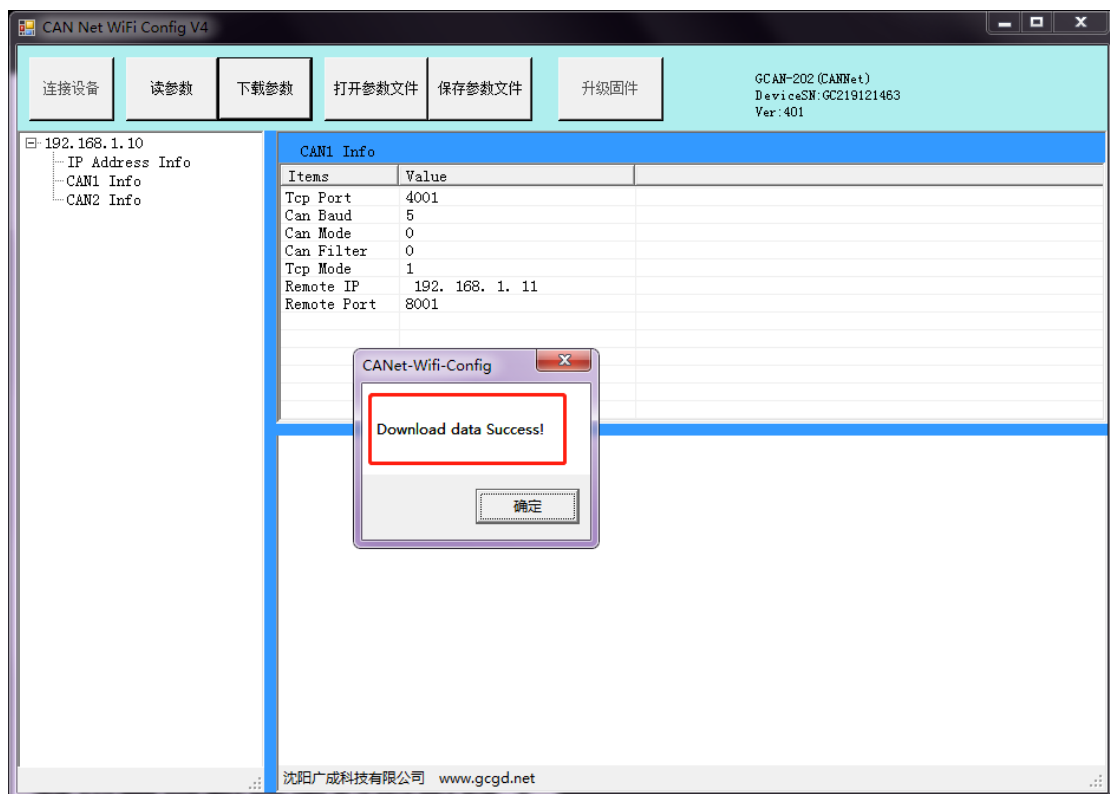 CAN Net WiFi Config V4
连接设备 读参数 下载参数 打开参数文件 保存参数文件 升级固件
GCAN-202(CANNet)
DeviceSN:GC219121463
Ver:401
192.168.1.10
IP Address Info
CAN1 Info
CAN2 Info
CAN1 Info
Items Value
Tcp Port 4001
Can Baud 5
Can Mode 0
Can Filter 0
Tcp Mode 1
Remote IP 192. 168. 1. 11
Remote Port 8001
CANet-Wifi-Config
Download data Success!
确定
沈阳广成科技有限公司 www.gcgd.net